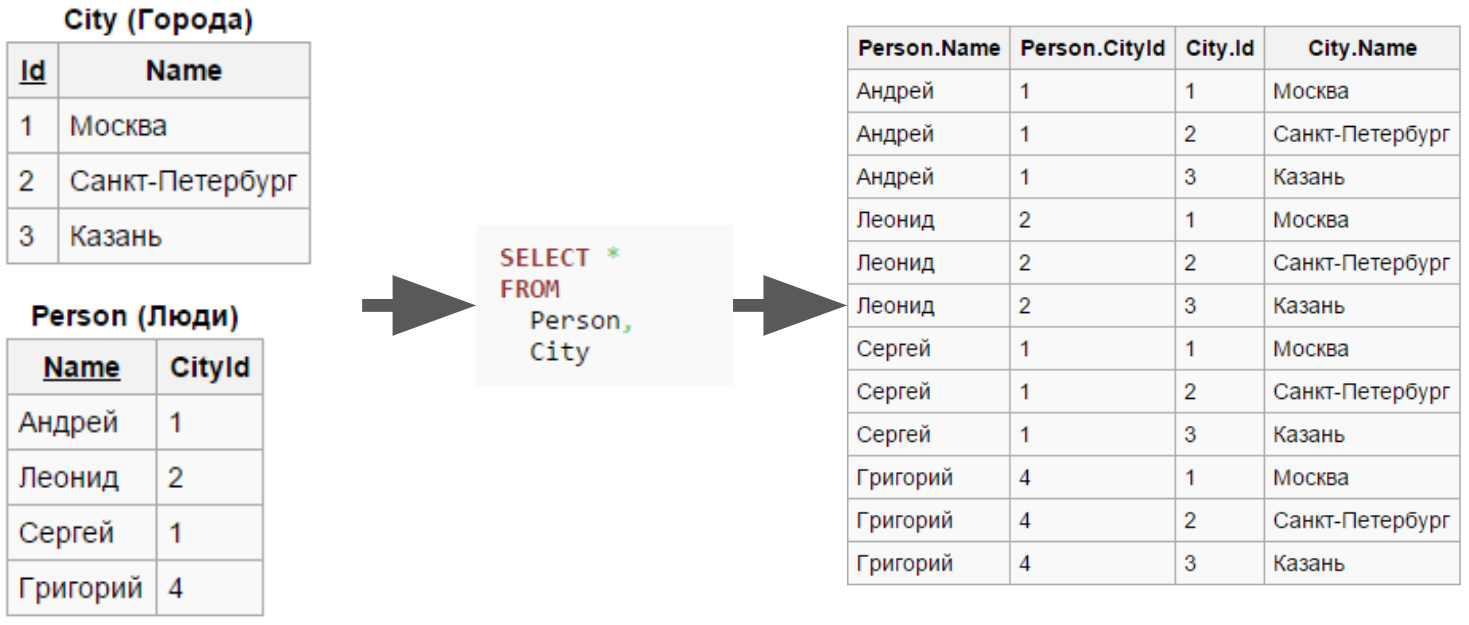 City (Города)
Id Name
1 Москва
2 Санкт-Петербург
3 Казань
Person (Люди)
Name CityId
Андрей 1
Леонид 2
Сергей 1
Григорий 4
SELECT *
FROM
Person,
City
Person.Name Person.CityId City.Id City.Name
Андрей 1 1 Москва
Андрей 1 2 Санкт-Петербург
Андрей 1 3 Казань
Леонид 2 1 Москва
Леонид 2 2 Санкт-Петербург
Леонид 2 3 Казань
Сергей 1 1 Москва
Сергей 1 2 Санкт-Петербург
Сергей 1 3 Казань
Григорий 4 1 Москва
Григорий 4 2 Санкт-Петербург
Григорий 4 3 Казань